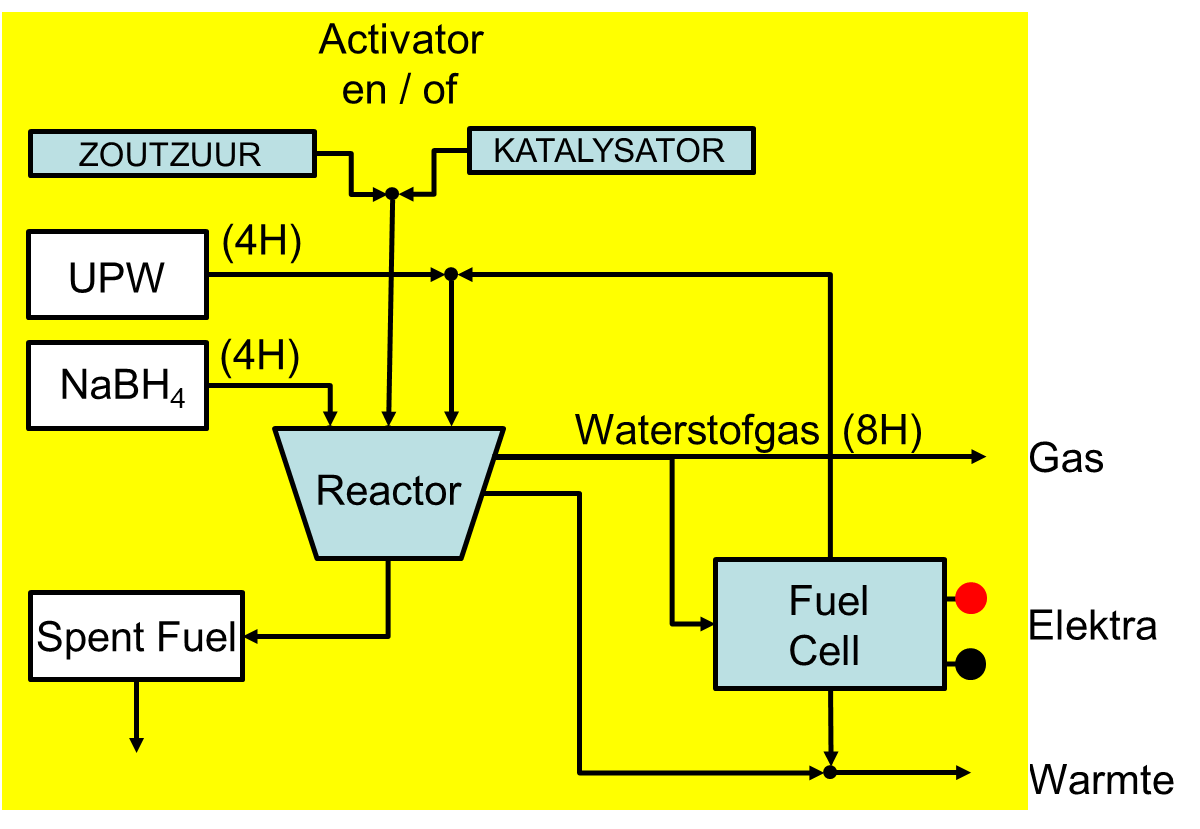 Activator
en / of
ZOUTZUUR
KATALYSATOR
(4H)
UPW
(4H)
NaBH₄
Waterstofgas (8H)
Gas
Reactor
Fuel
Cell
Elektra
Spent Fuel
Warmte